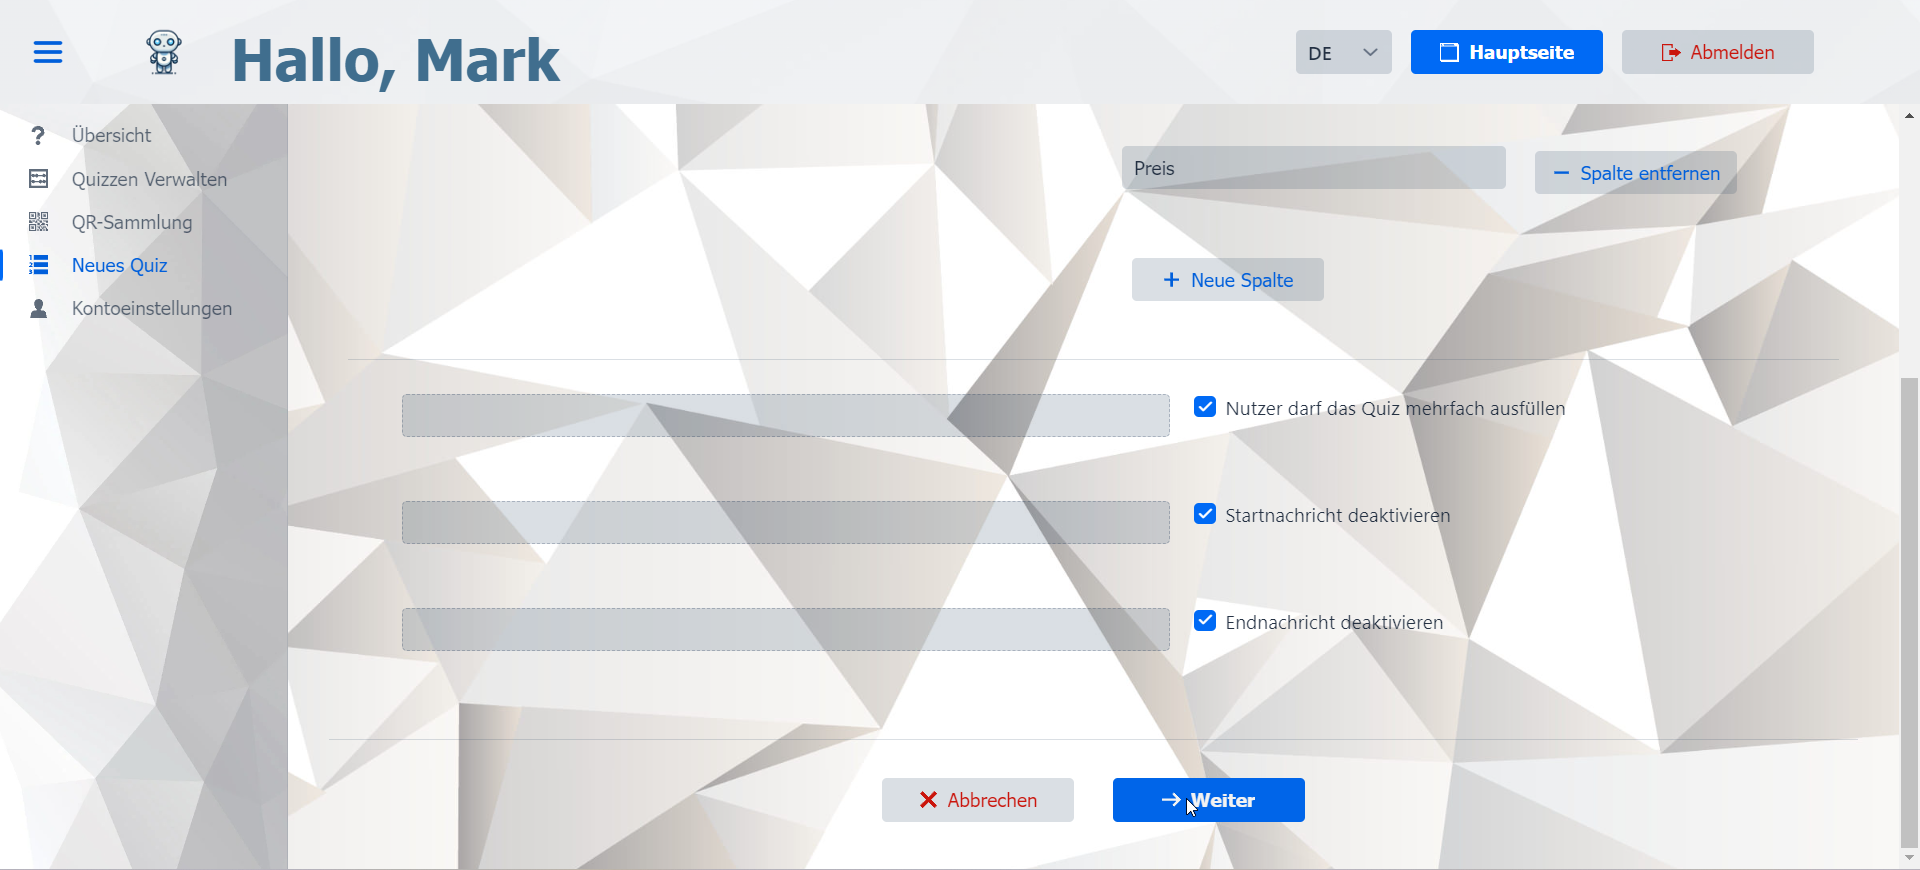 Hallo, Mark
DE
Hauptseite
Abmelden
Übersicht
Quizzen Verwalten
QR-Sammlung
Neues Quiz
Kontoeinstellungen
Preis
Spalte entfernen
Neue Spalte
Nutzer darf das Quiz mehrfach ausfüllen
Startnachricht deaktivieren
Endnachricht deaktivieren
Abbrechen
Weiter